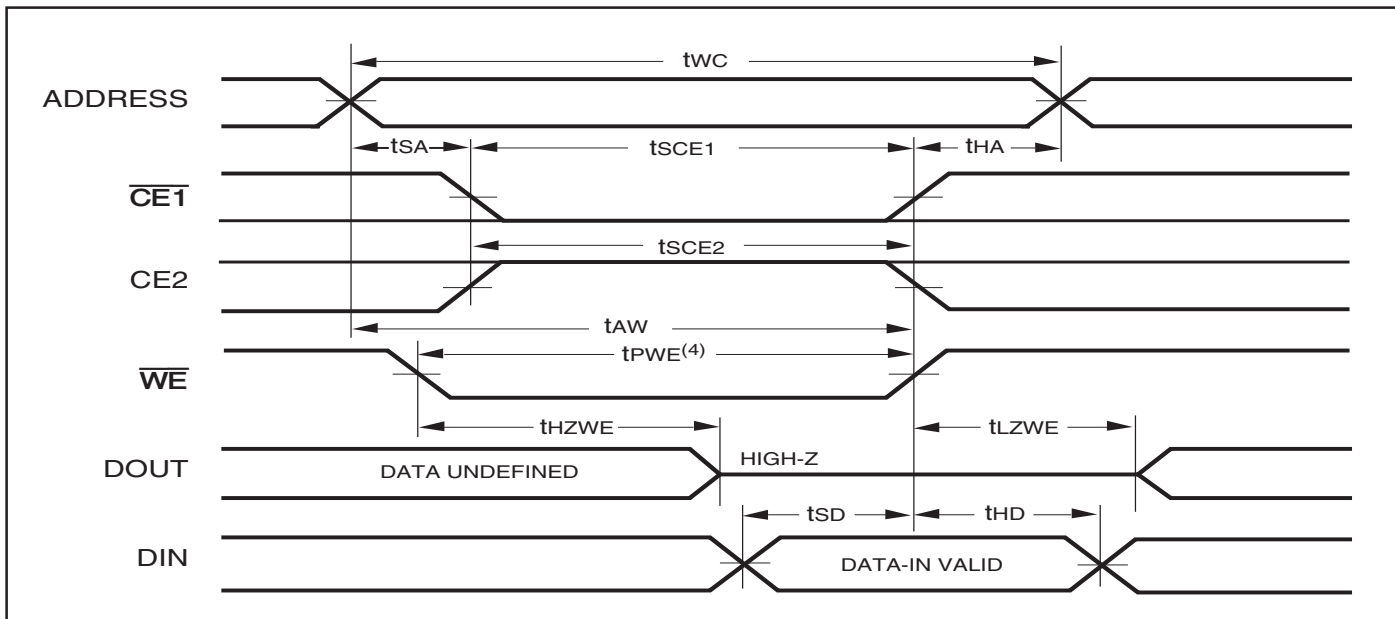 tWC
ADDRESS
tSA
tSCE1
tHA
CE1
tSCE2
CE2
tAW
tPWE(4)
WE
tHZWE
tLZWE
DOUT
DATA UNDEFINED
HIGH-Z
tSD
tHD
DIN
DATA-IN VALID